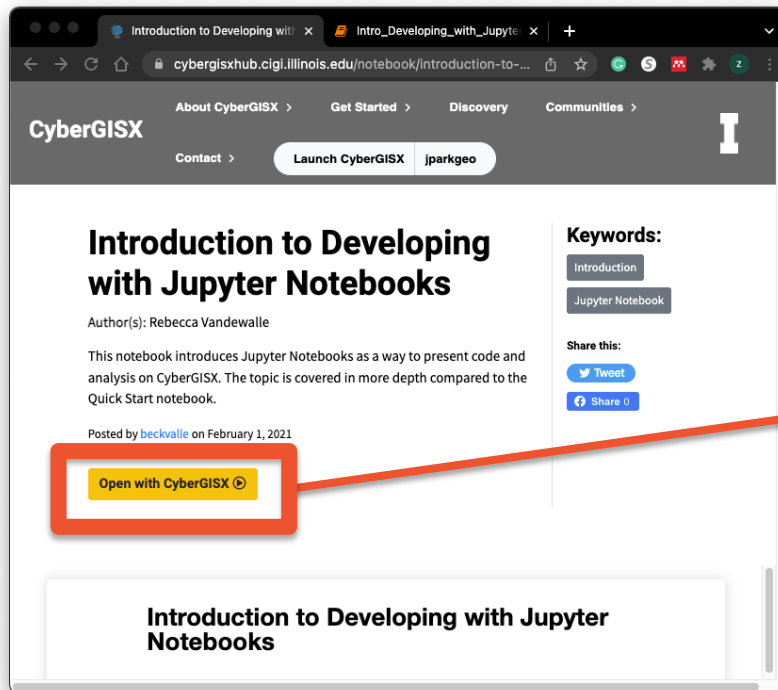 Introduction to Developing with
Intro_Developing_with_Jupyter
cybergisxhub.cigi.illinois.edu/notebook/introduction-to-...
Z
CyberGISX
About CyberGISX >
Get Started >
Discovery
Communities >
Contact >
Launch CyberGISX
jparkgeo
I
Introduction to Developing
with Jupyter Notebooks
Author(s): Rebecca Vandewalle
This notebook introduces Jupyter Notebooks as a way to present code and
analysis on CyberGISX. The topic is covered in more depth compared to the
Quick Start notebook.
Posted by beckvalle on February 1, 2021
Open with CyberGISX
Keywords:
Introduction
Jupyter Notebook
Share this:
Tweet
Share 0
Introduction to Developing with Jupyter
Notebooks